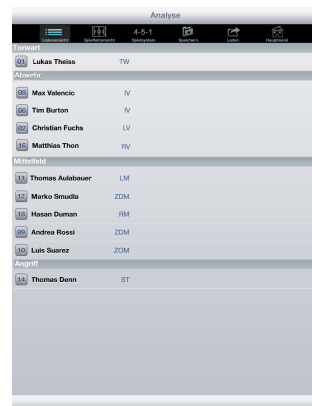 Analyse
4-5-1
Listenansicht Spielfeldansicht Spielsystem Speichern Laden Hauptmenü
Torwart
01 Lukas Theiss TW
Abwehr
08 Max Valencic IV
06 Tim Burton IV
02 Christian Fuchs LV
16 Matthias Thon RV
Mittelfeld
11 Thomas Aulabauer LM
17 Marko Smudla ZDM
18 Hasan Duman RM
09 Andrea Rossi ZDM
10 Luis Suarez ZOM
Angriff
14 Thomas Denn ST